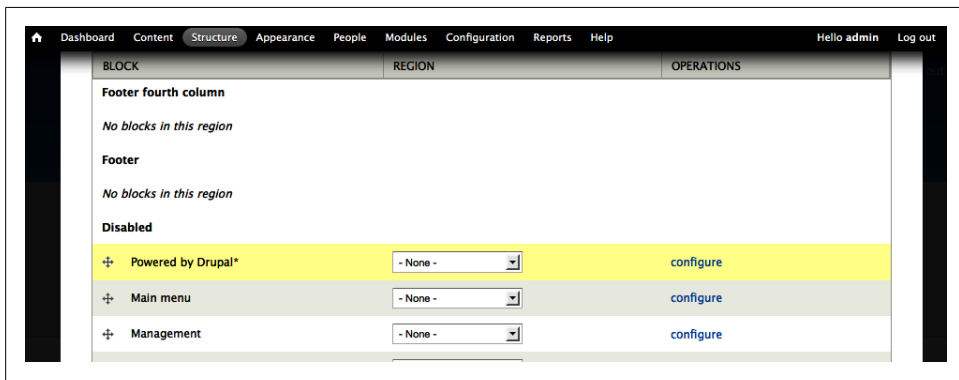 Dashboard Content Structure Appearance People Modules Configuration Reports Help Hello admin Log out
BLOCK REGION OPERATIONS
Footer fourth column
No blocks in this region
Footer
No blocks in this region
Disabled
Powered by Drupal* - None - configure
Main menu - None - configure
Management - None - configure